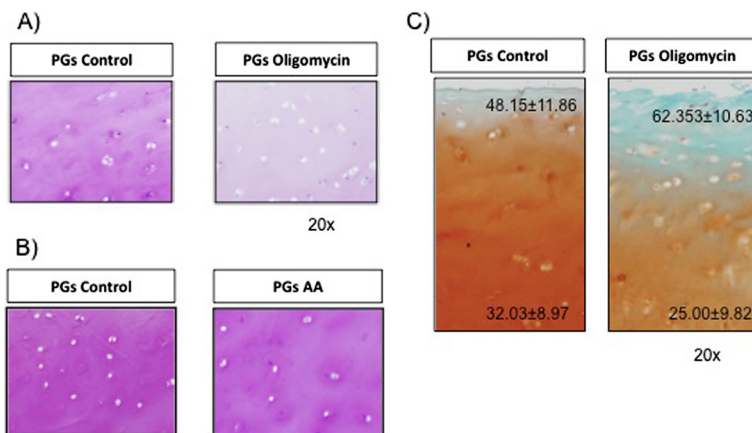 A)
PGs Control
PGs Oligomycin
20x
B)
PGs Control
PGs AA
C)
PGs Control
PGs Oligomycin
48.15±11.86
62.353±10.63
32.03±8.97
25.00±9.82
20x